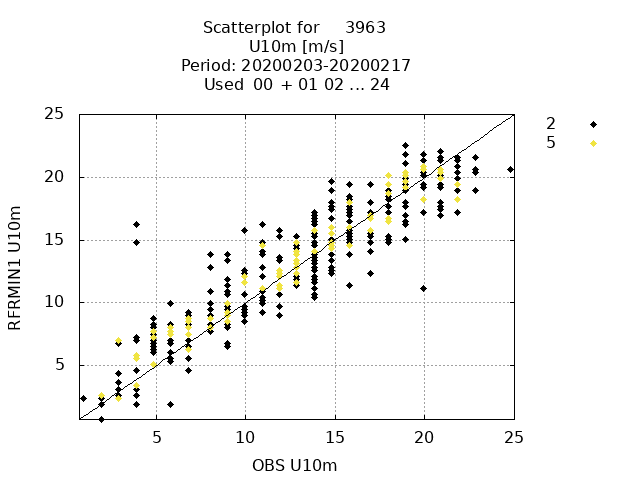 Scatterplot for 3963
U10m [m/s]
Period: 20200203-20200217
Used 00 + 01 02 ... 24
25
20
15
10
5
RFRMIN1 U10m
5 10 15 20 25
OBS U10m
2
5